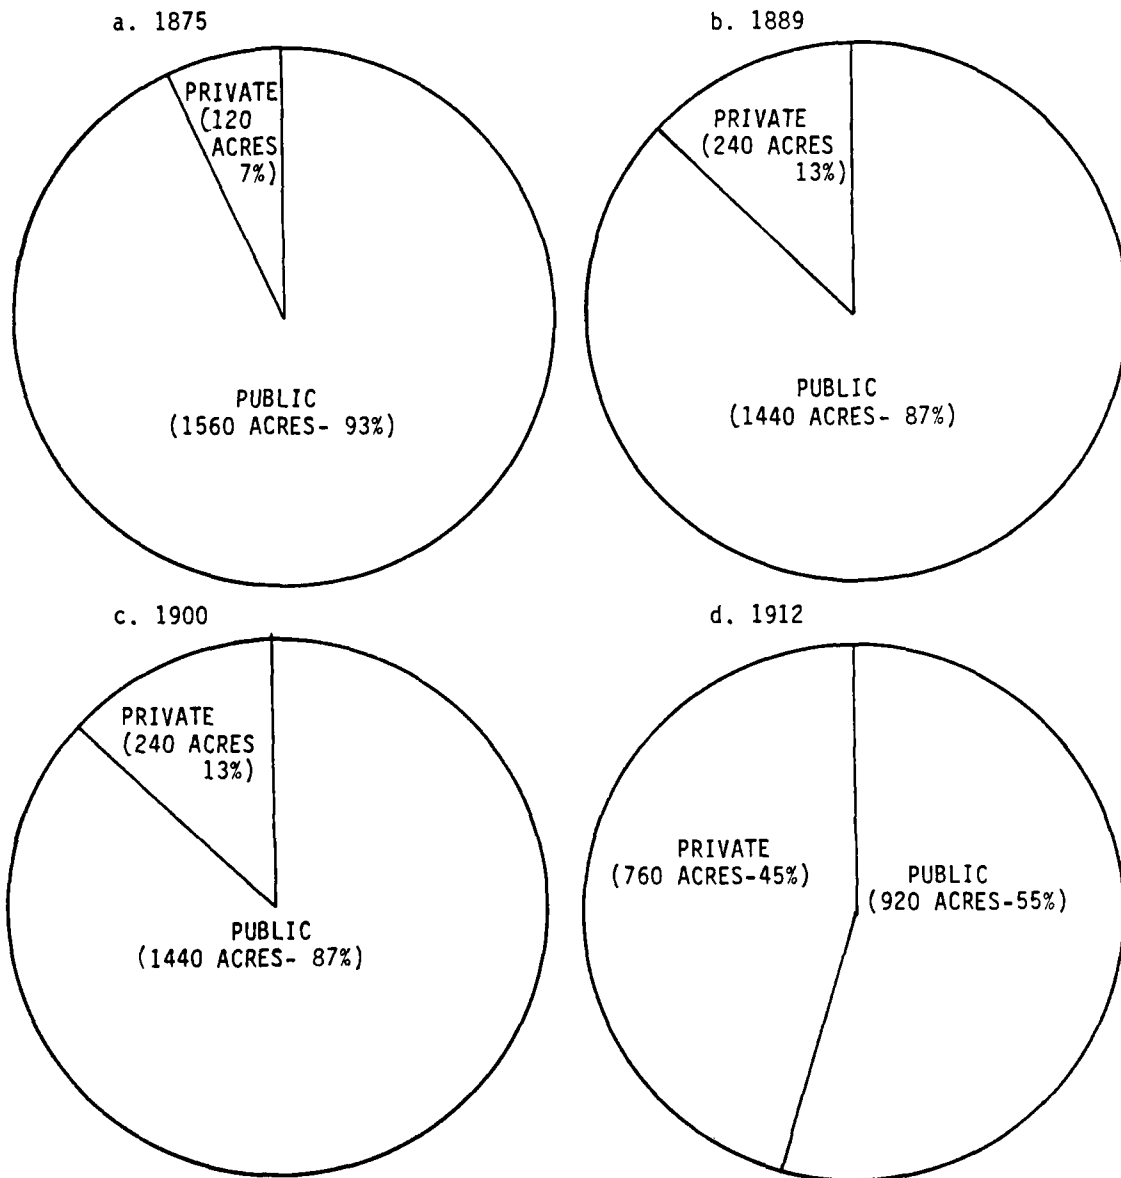 a. 1875
PRIVATE
(120
ACRES
7%)
PUBLIC
(1560 ACRES- 93%)
b. 1889
PRIVATE
(240 ACRES
13%)
PUBLIC
(1440 ACRES- 87%)
c. 1900
PRIVATE
(240 ACRES
13%)
PUBLIC
(1440 ACRES- 87%)
d. 1912
PRIVATE
(760 ACRES-45%)
PUBLIC
(920 ACRES-55%)